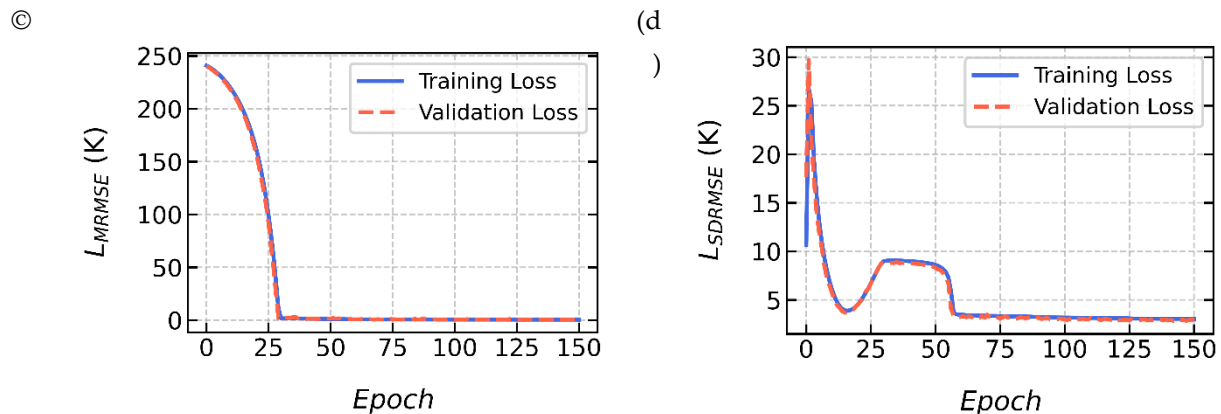 ©
250
200
150
100
50
0
L_MRMSE (K)
Training Loss
Validation Loss
0 25 50 75 100 125 150
Epoch
(d
)
30
25
20
15
10
5
L_SDRMSE (K)
Training Loss
Validation Loss
0 25 50 75 100 125 150
Epoch